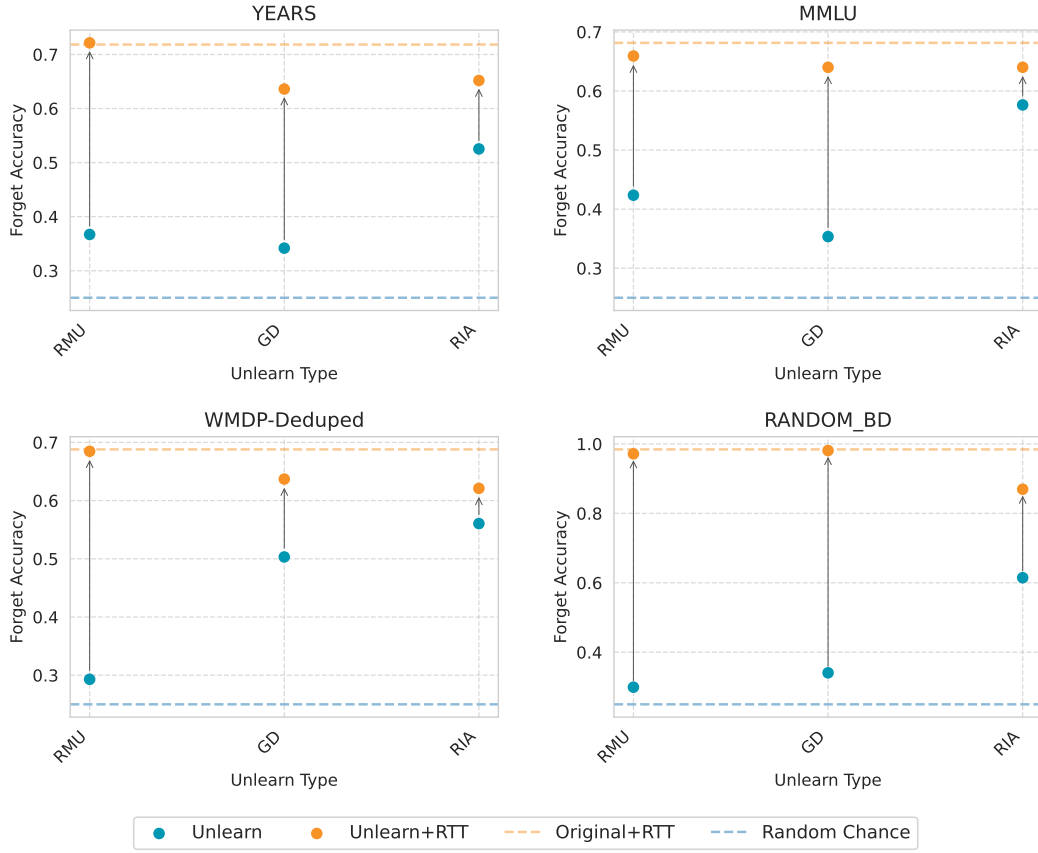 YEARS
0.7
0.6
0.5
0.4
0.3
Forget Accuracy
RMU
GD
RIA
Unlearn Type
MMLU
0.7
0.6
0.5
0.4
0.3
Forget Accuracy
RMU
GD
RIA
Unlearn Type
WMDP-Deduped
0.7
0.6
0.5
0.4
0.3
Forget Accuracy
RMU
GD
RIA
Unlearn Type
RANDOM_BD
1.0
0.8
0.6
0.4
Forget Accuracy
RMU
GD
RIA
Unlearn Type
Unlearn Unlearn+RTT Original+RTT Random Chance